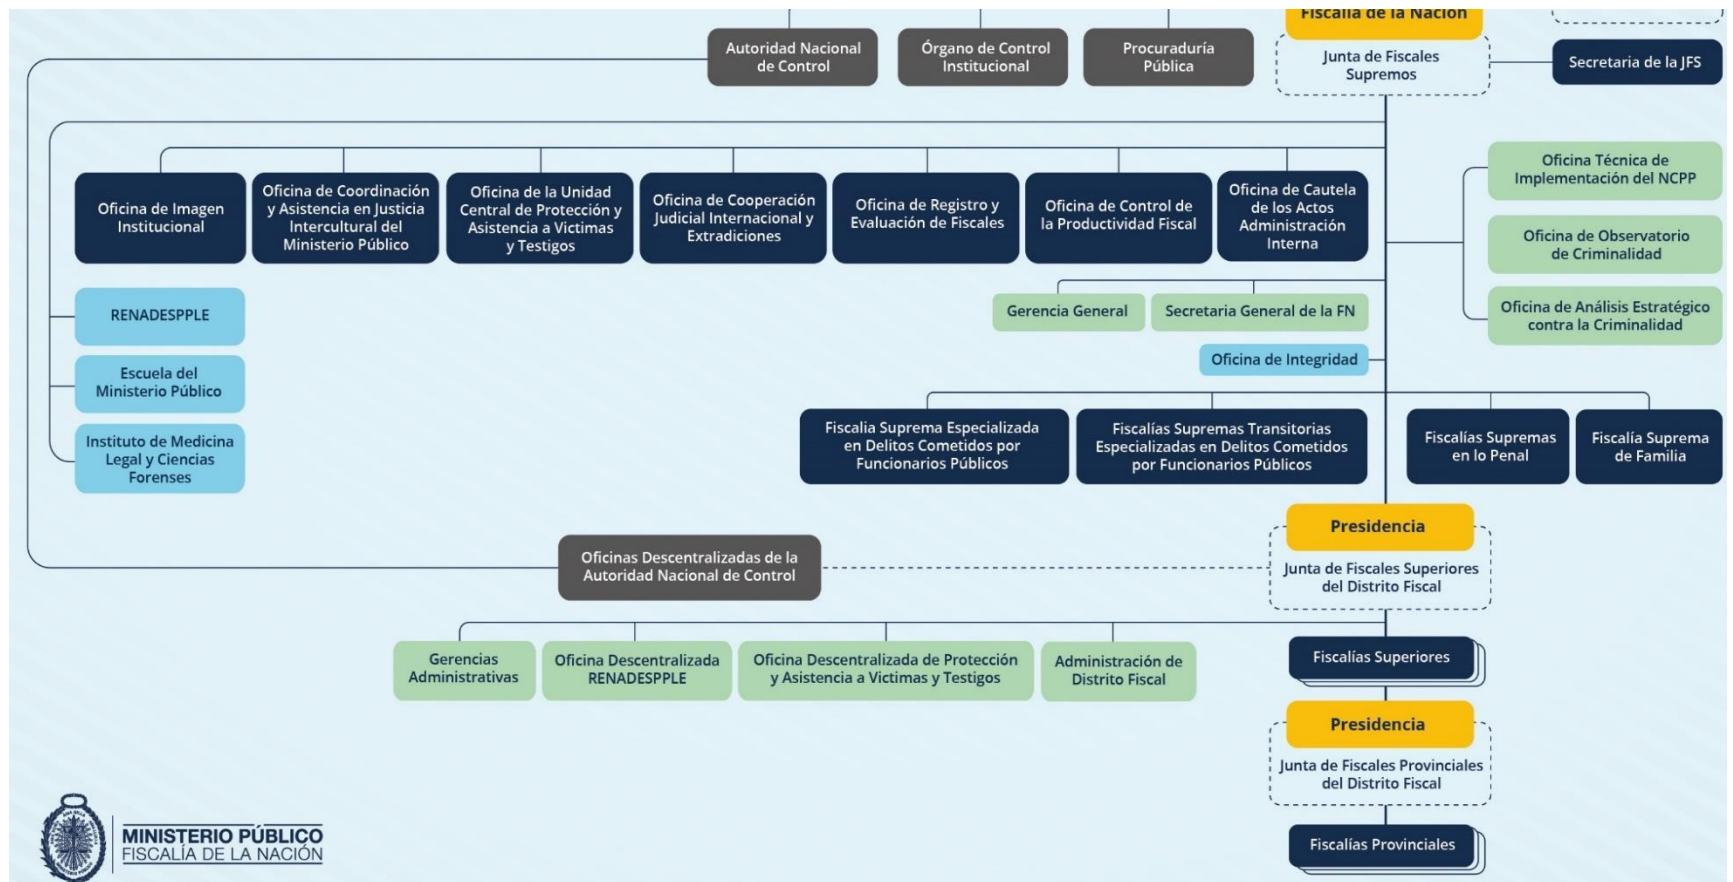 Fiscalía de la Nación
Autoridad Nacional
de Control
Órgano de Control
Institucional
Procuraduría
Pública
Junta de Fiscales
Supremos
Secretaria de la JFS
Oficina de Imagen
Institucional
Oficina de Coordinación
y Asistencia en Justicia
Intercultural del
Ministerio Público
Oficina de la Unidad
Central de Protección y
Asistencia a Victimas
y Testigos
Oficina de Cooperación
Judicial Internacional y
Extradiciones
Oficina de Registro y
Evaluación de Fiscales
Oficina de Control de
la Productividad Fiscal
Oficina de Cautela
de los Actos
Administración
Interna
Oficina Técnica de
Implementación del NCPP
Oficina de Observatorio
de Criminalidad
Oficina de Análisis Estratégico
contra la Criminalidad
RENADESPPLE
Escuela del
Ministerio Público
Instituto de Medicina
Legal y Ciencias
Forenses
Gerencia General
Secretaria General de la FN
Oficina de Integridad
Fiscalia Suprema Especializada
en Delitos Cometidos por
Funcionarios Públicos
Fiscalías Supremas Transitorias
Especializadas en Delitos Cometidos
por Funcionarios Públicos
Fiscalías Supremas
en lo Penal
Fiscalía Suprema
de Familia
Presidencia
Junta de Fiscales Superiores
del Distrito Fiscal
Oficinas Descentralizadas de la
Autoridad Nacional de Control
Gerencias
Administrativas
Oficina Descentralizada
RENADESPPLE
Oficina Descentralizada de Protección
y Asistencia a Victimas y Testigos
Administración de
Distrito Fiscal
Fiscalías Superiores
Presidencia
Junta de Fiscales Provinciales
del Distrito Fiscal
Fiscalías Provinciales
MINISTERIO PÚBLICO
FISCALÍA DE LA NACIÓN